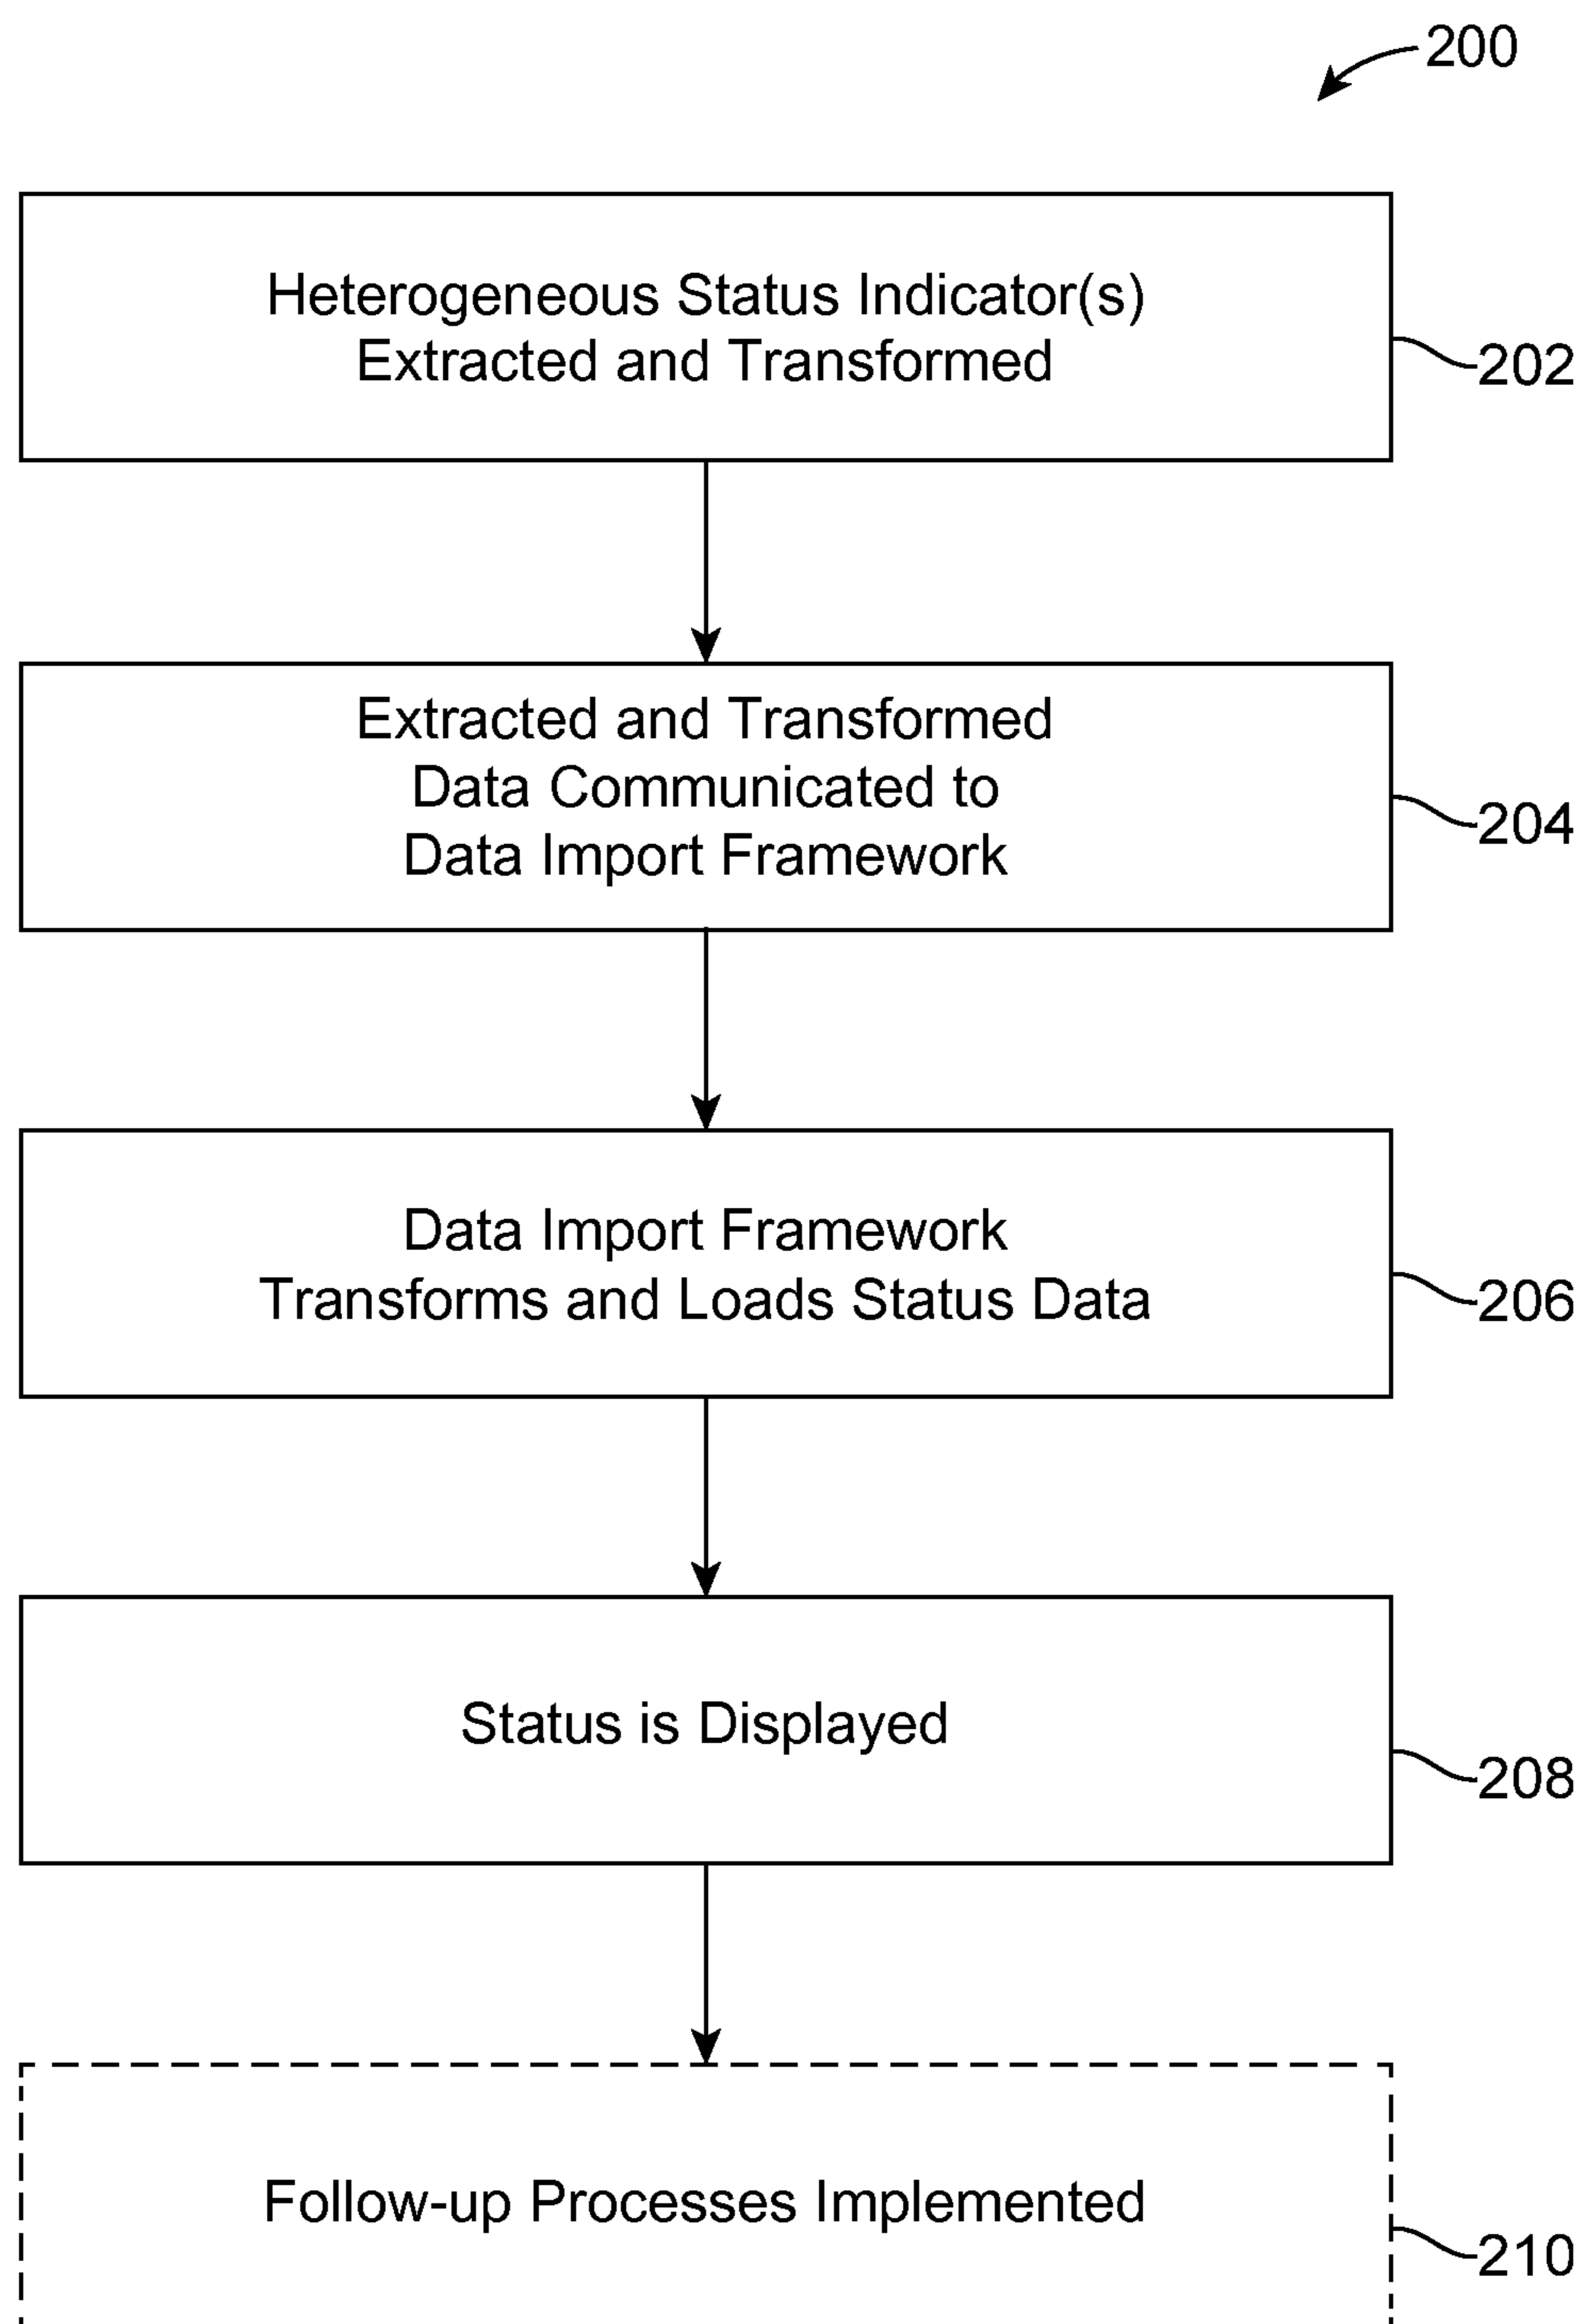 200
Heterogeneous Status Indicator(s)
Extracted and Transformed
202
Extracted and Transformed
Data Communicated to
Data Import Framework
204
Data Import Framework
Transforms and Loads Status Data
206
Status is Displayed
208
Follow-up Processes Implemented
210